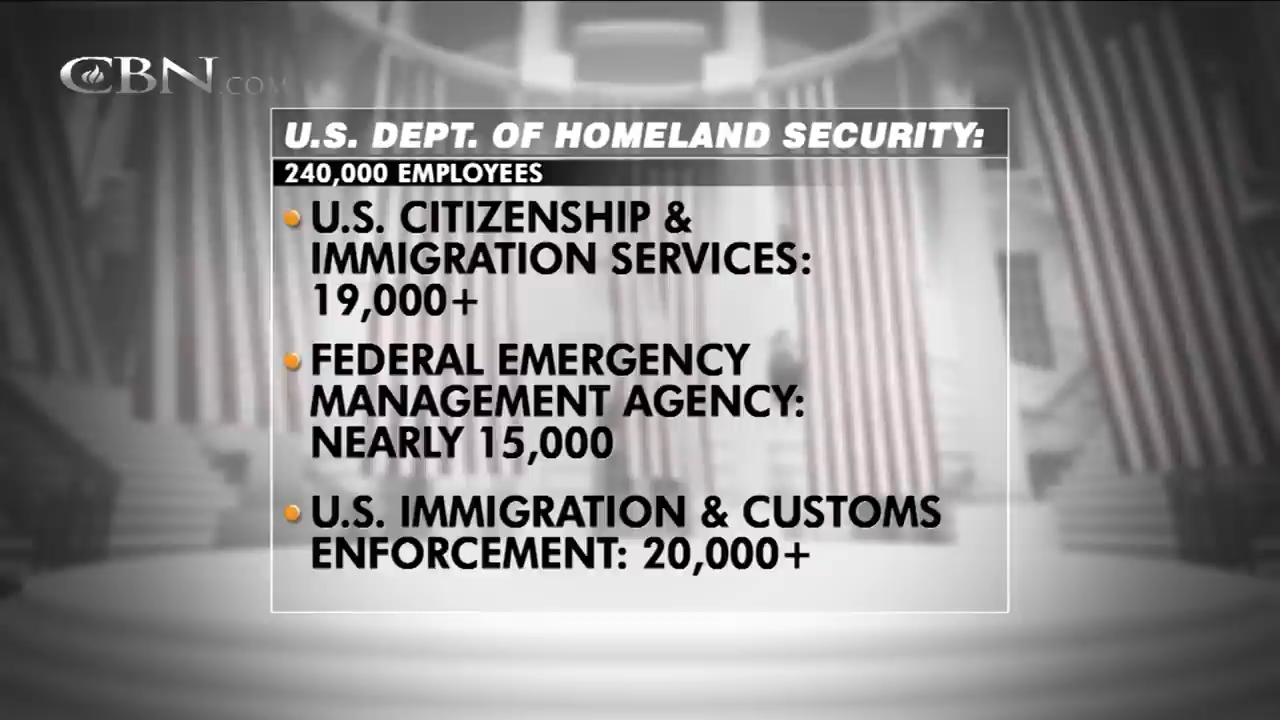 CBN.COM
U.S. DEPT. OF HOMELAND SECURITY:
240,000 EMPLOYEES
U.S. CITIZENSHIP &
IMMIGRATION SERVICES:
19,000+
FEDERAL EMERGENCY
MANAGEMENT AGENCY:
NEARLY 15,000
U.S. IMMIGRATION & CUSTOMS
ENFORCEMENT: 20,000+